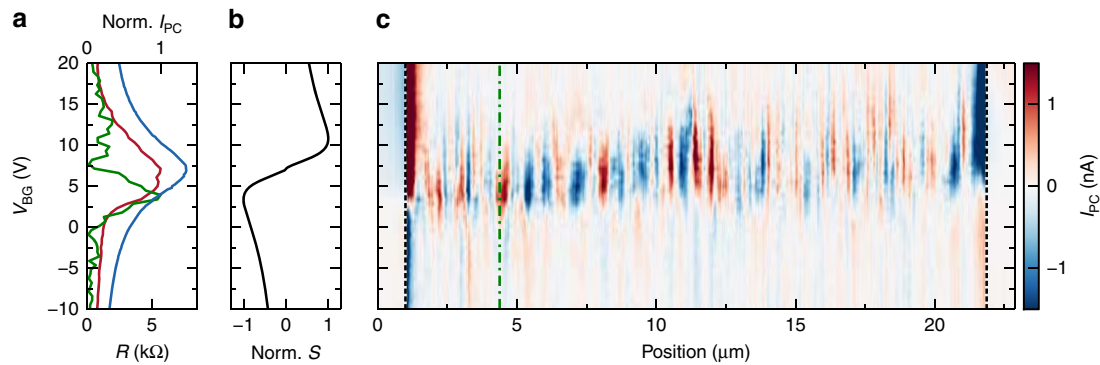 a
Norm. I_PC
0 1
20
15
10
5
0
−5
−10
V_BG (V)
0 5
R (kΩ)
b
−1 0 1
Norm. S
c
0 5 10 15 20
Position (μm)
1
0
−1
I_PC (nA)